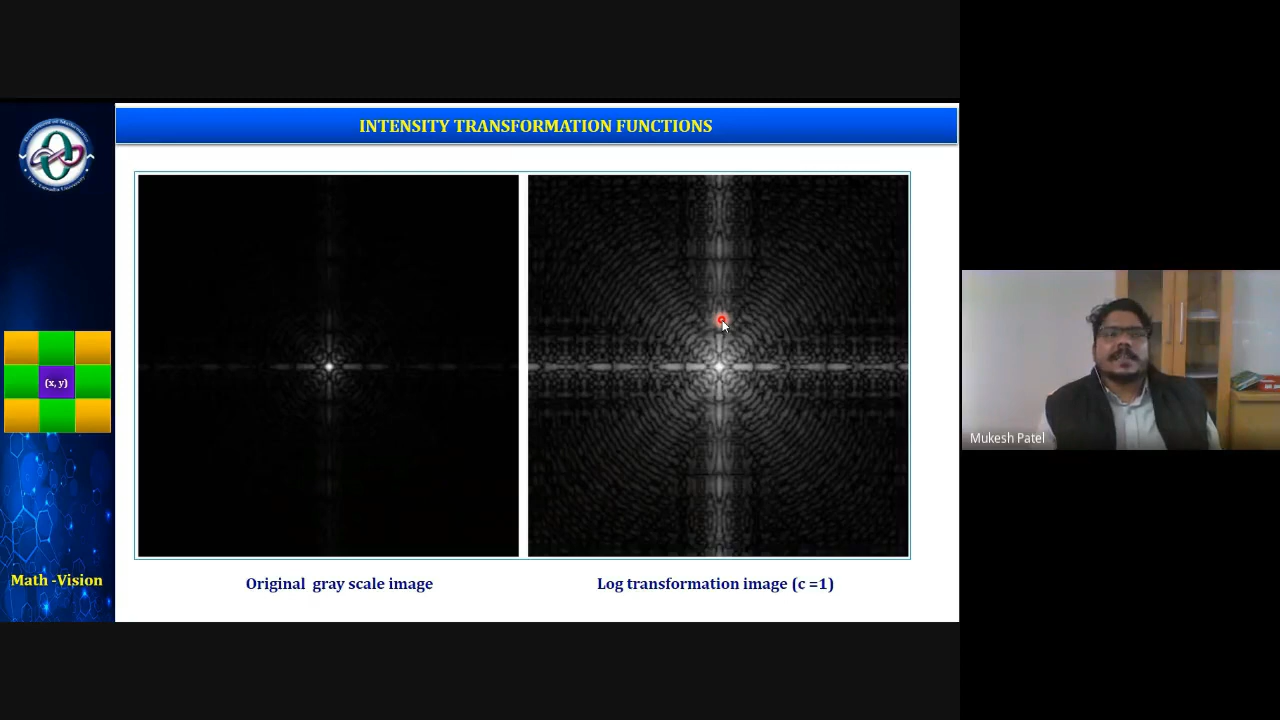 INTENSITY TRANSFORMATION FUNCTIONS
(x, y)
Math -Vision
Original gray scale image
Log transformation image (c =1)
Mukesh Patel